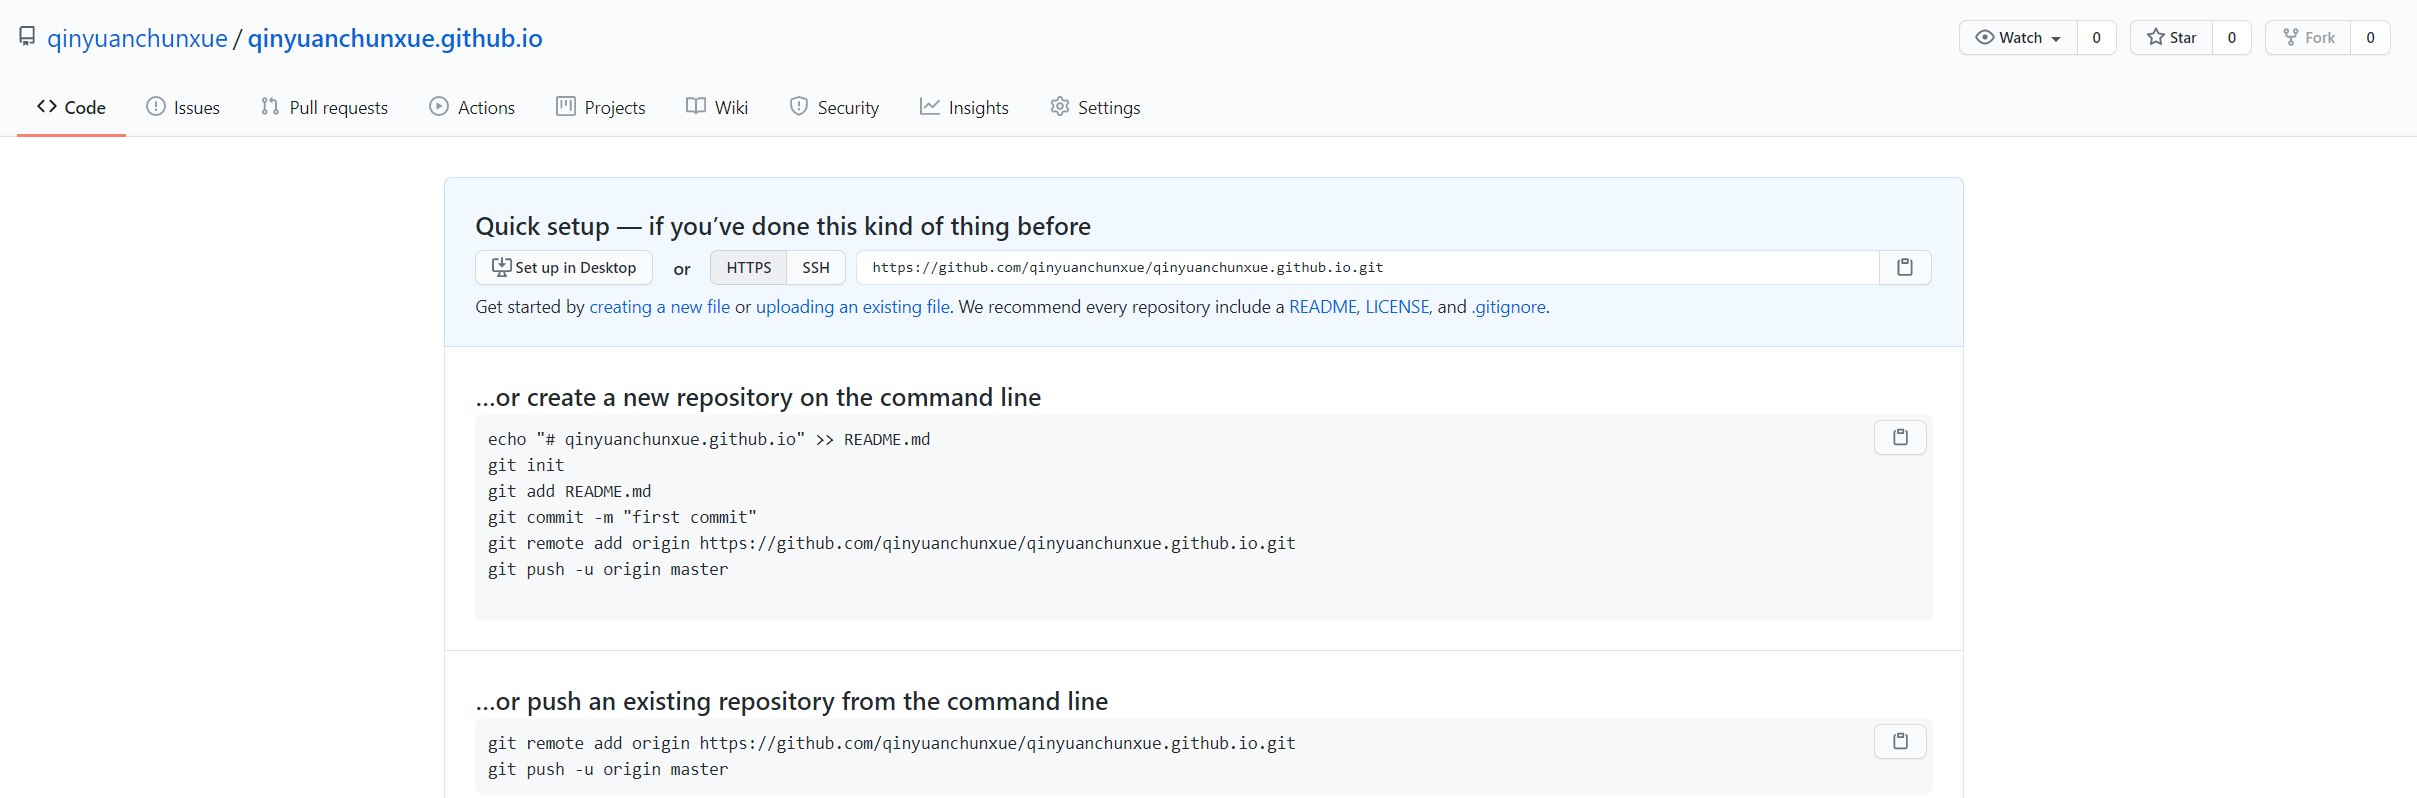 qinyuanchunxue / qinyuanchunxue.github.io
Watch 0 Star 0 Fork 0
Code Issues Pull requests Actions Projects Wiki Security Insights Settings
Quick setup — if you’ve done this kind of thing before
Set up in Desktop or HTTPS SSH https://github.com/qinyuanchunxue/qinyuanchunxue.github.io.git
Get started by creating a new file or uploading an existing file. We recommend every repository include a README, LICENSE, and .gitignore.
…or create a new repository on the command line
echo "# qinyuanchunxue.github.io" >> README.md
git init
git add README.md
git commit -m "first commit"
git remote add origin https://github.com/qinyuanchunxue/qinyuanchunxue.github.io.git
git push -u origin master
…or push an existing repository from the command line
git remote add origin https://github.com/qinyuanchunxue/qinyuanchunxue.github.io.git
git push -u origin master